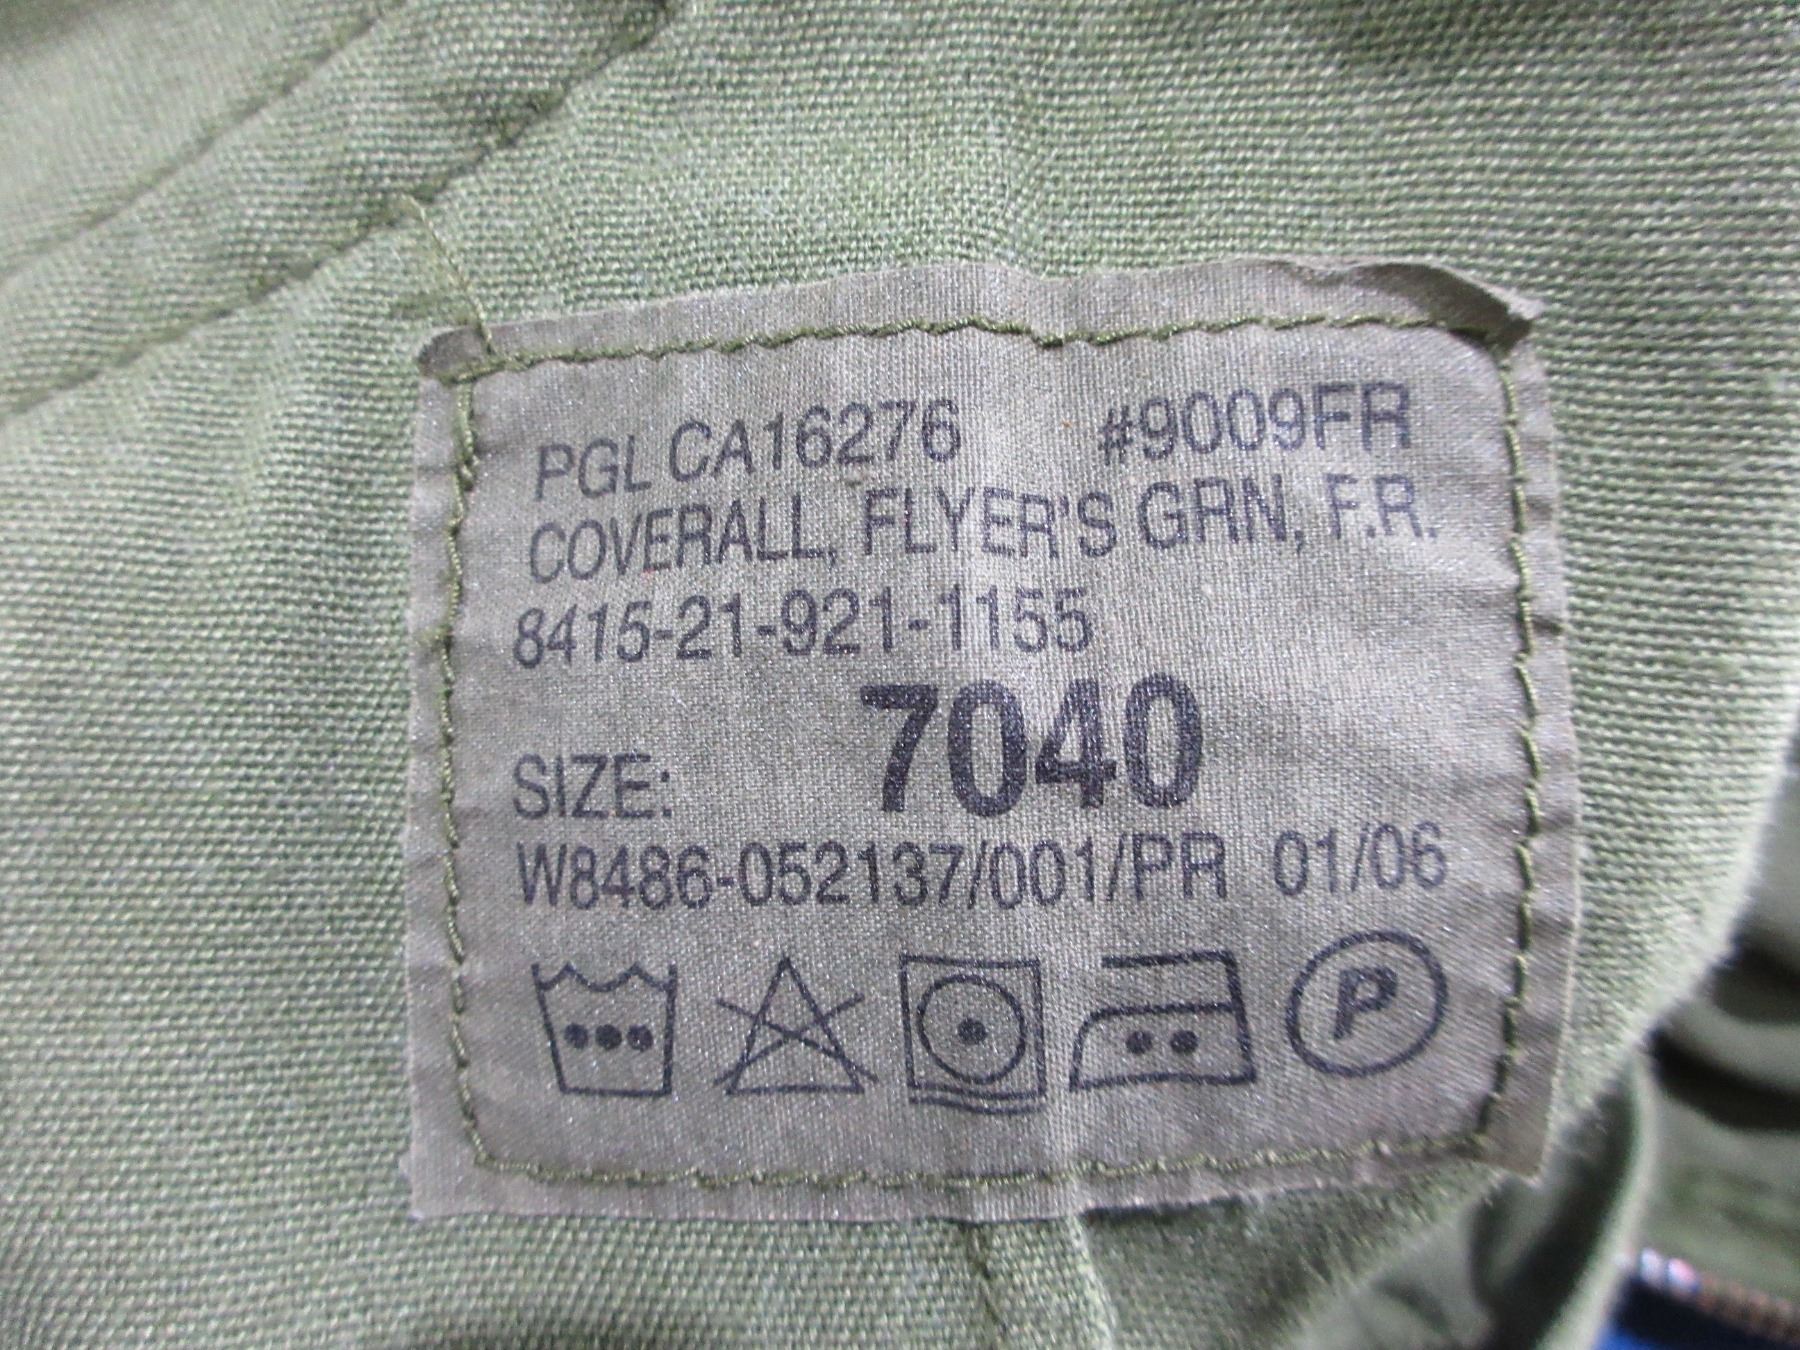 PGL CA16276 #9009FR
COVERALL, FLYER'S GRN, F.R.
8415-21-921-1155
SIZE: 7040
W8486-052137/001/PR 01/06
P